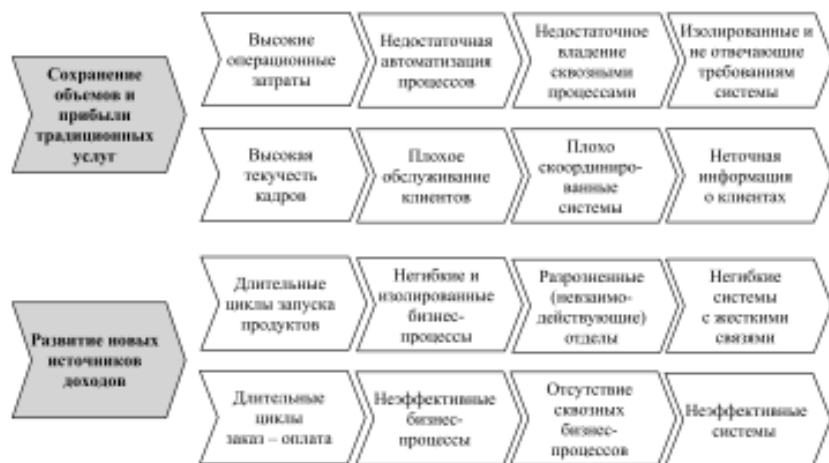 Сохранение
объемов и
прибыли
традиционных
услуг
Высокие
операционные
затраты
Недостаточная
автоматизация
процессов
Недостаточное
владение
сквозными
процессами
Изолированные и
не отвечающие
требованиям
системы
Высокая
текучесть
кадров
Плохое
обслуживание
клиентов
Плохо
скоординиро-
ванные
системы
Неточная
информация
о клиентах
Развитие новых
источников
доходов
Длительные
циклы запуска
продуктов
Негибкие и
изолированные
бизнес-
процессы
Разрозненные
(невзаимо-
действующие)
отделы
Негибкие
системы
с жесткими
связями
Длительные
циклы
заказ – оплата
Неэффективные
бизнес-
процессы
Отсутствие
сквозных
бизнес-
процессов
Неэффективные
системы